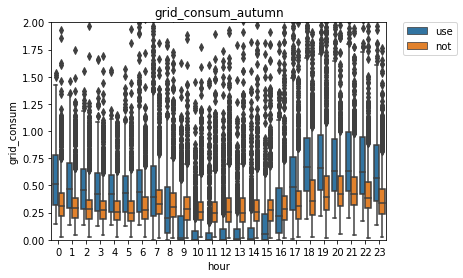 grid_consum_autumn
use
not
grid_consum
2.00
1.75
1.50
1.25
1.00
0.75
0.50
0.25
0.00
0 1 2 3 4 5 6 7 8 9 10 11 12 13 14 15 16 17 18 19 20 21 22 23
hour